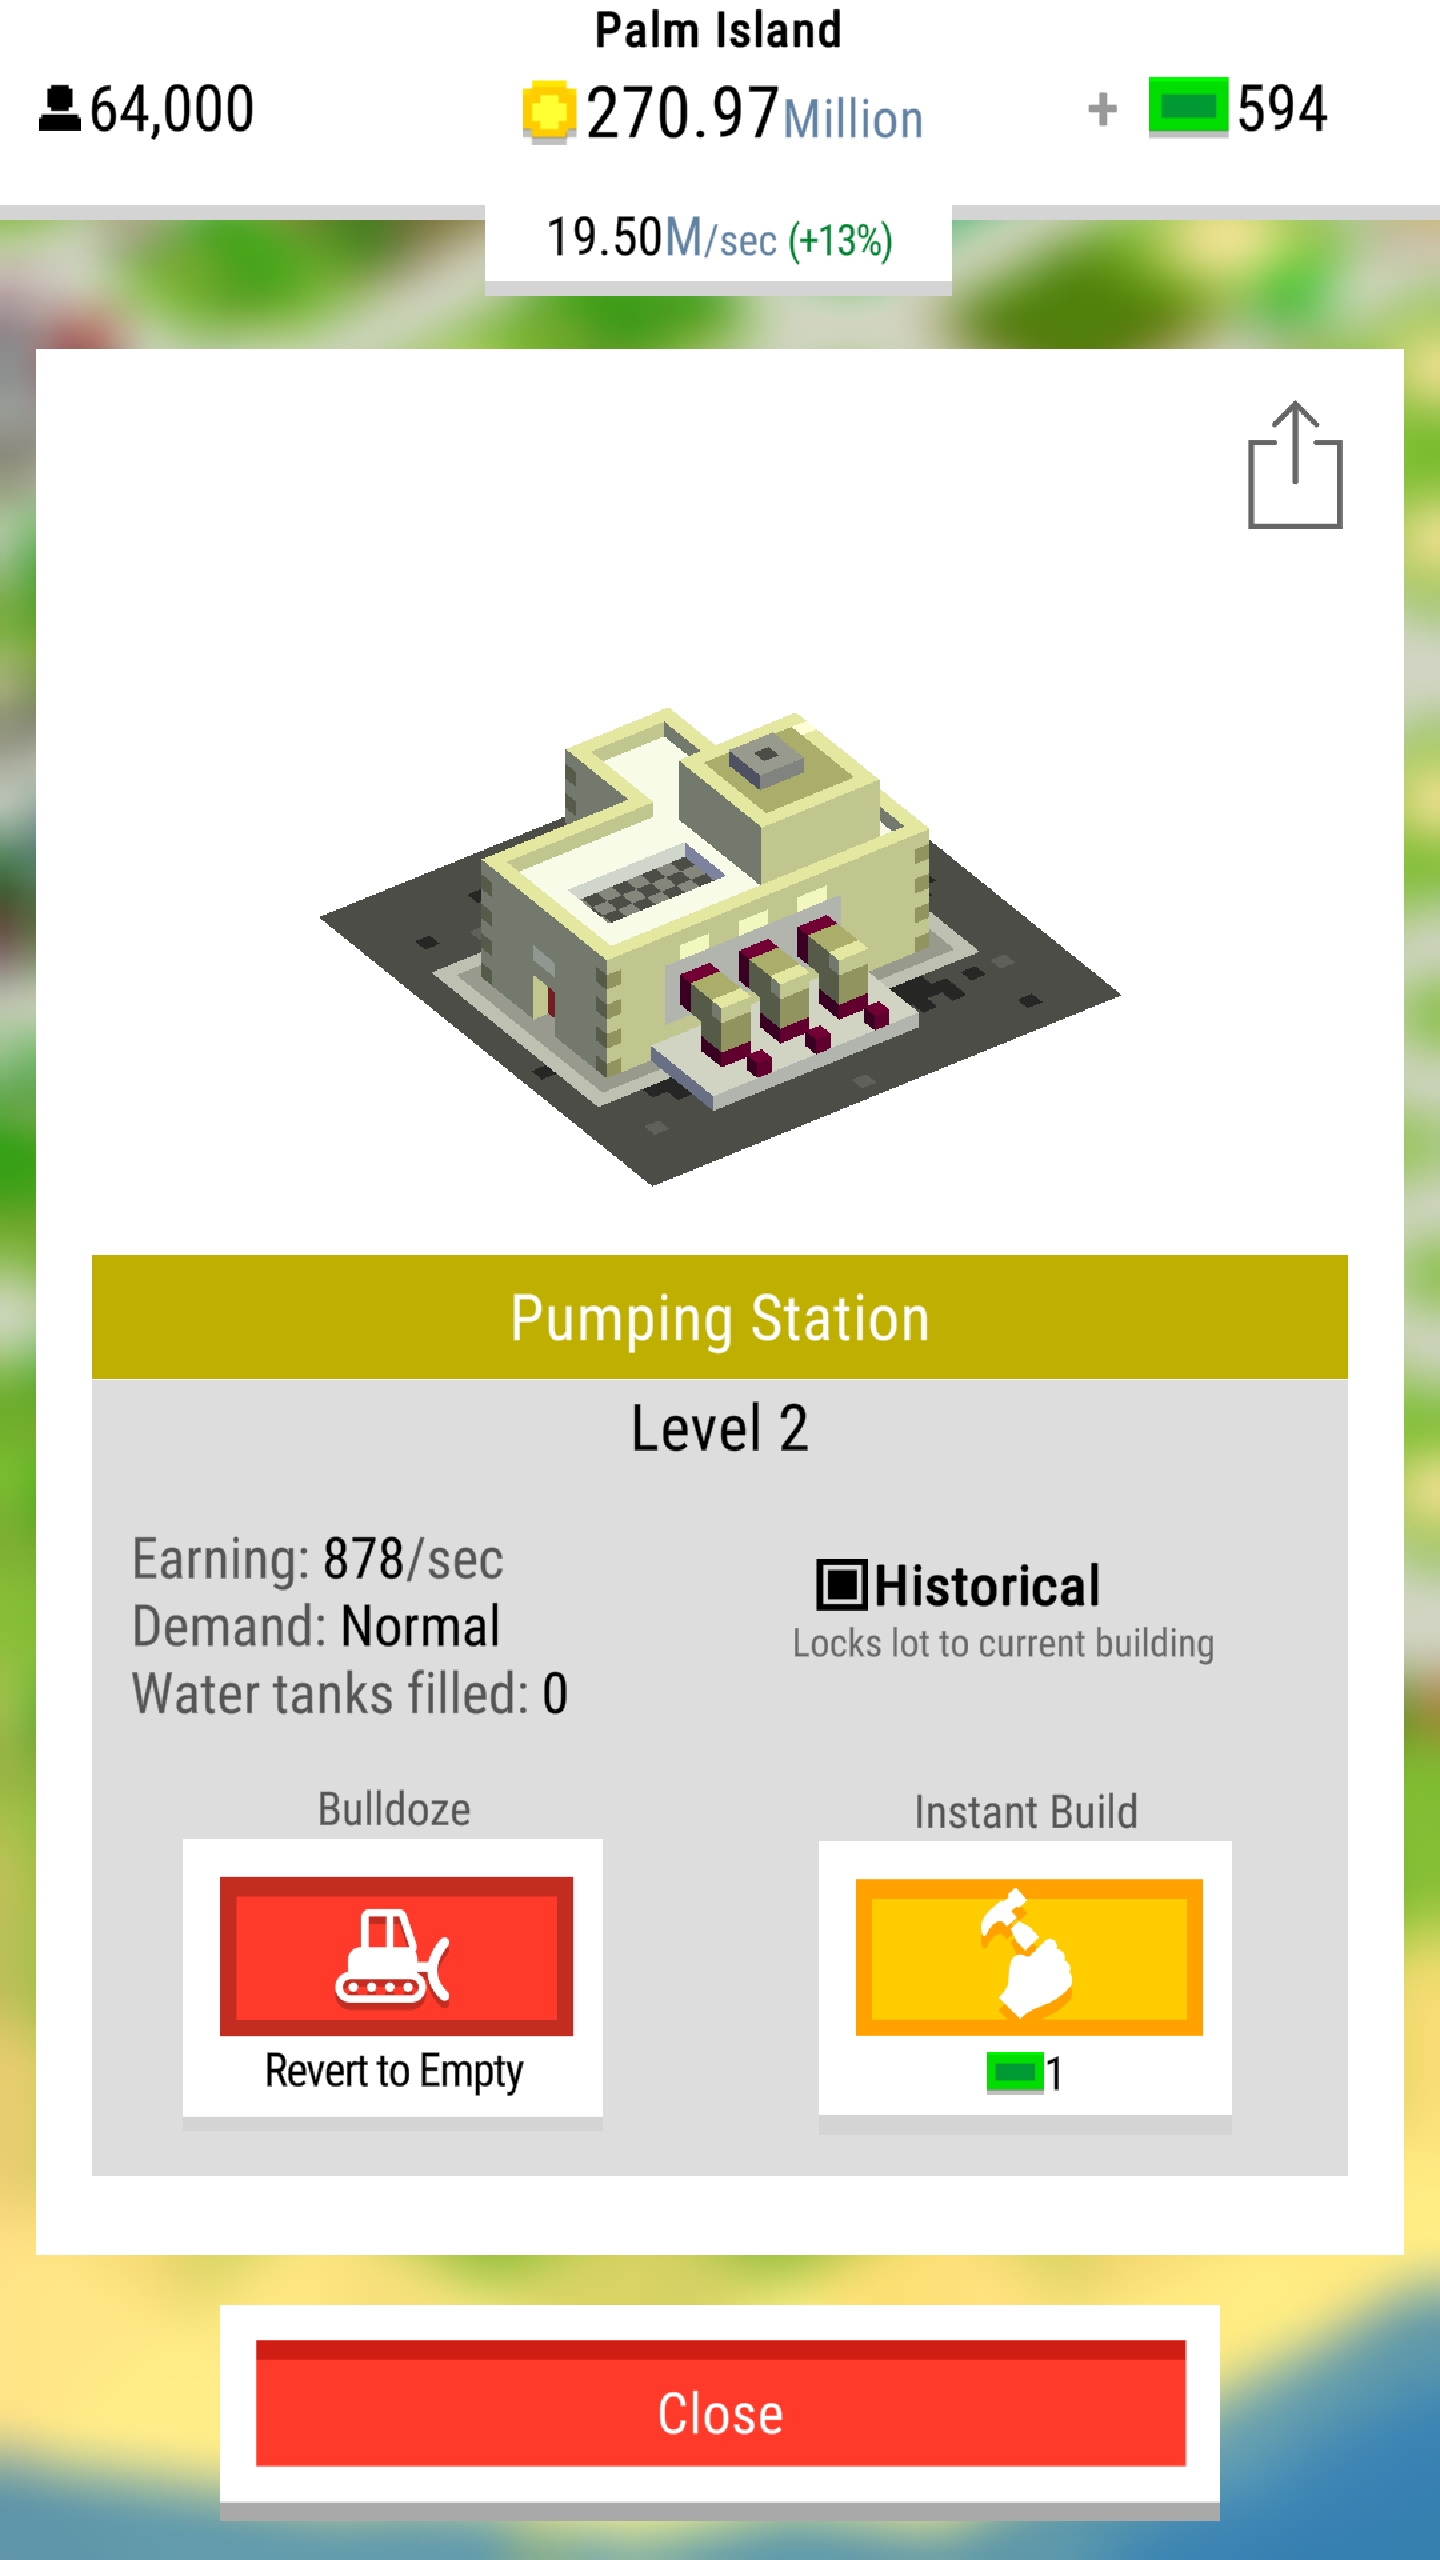 Palm Island
64,000
270.97Million
+ 594
19.50M/sec (+13%)
Pumping Station
Level 2
Earning: 878/sec
Demand: Normal
Water tanks filled: 0
Historical
Locks lot to current building
Bulldoze
Revert to Empty
Instant Build
1
Close